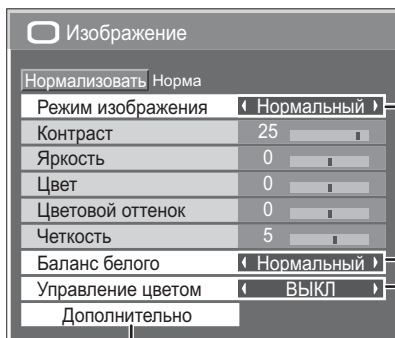 Изображение
Нормализовать Норма
Режим изображения Нормальный
Контраст 25
Яркость 0
Цвет 0
Цветовой оттенок 0
Четкость 5
Баланс белого Нормальный
Управление цветом ВЫКЛ
Дополнительно